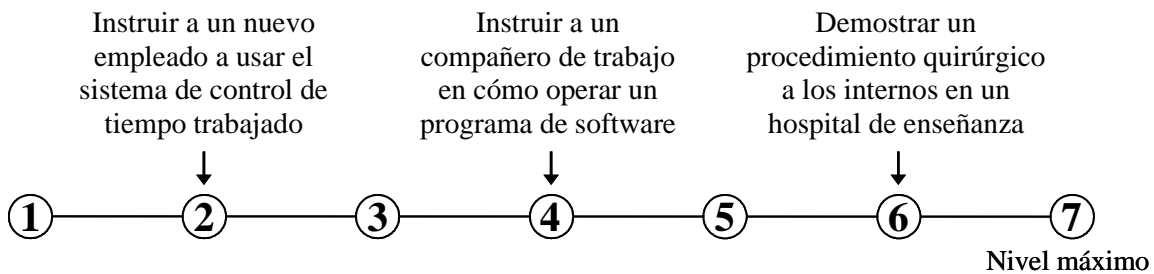 Instruir a un nuevo
empleado a usar el
sistema de control de
tiempo trabajado
Instruir a un
compañero de trabajo
en cómo operar un
programa de software
Demostrar un
procedimiento quirúrgico
a los internos en un
hospital de enseñanza
1 2 3 4 5 6 7
Nivel máximo